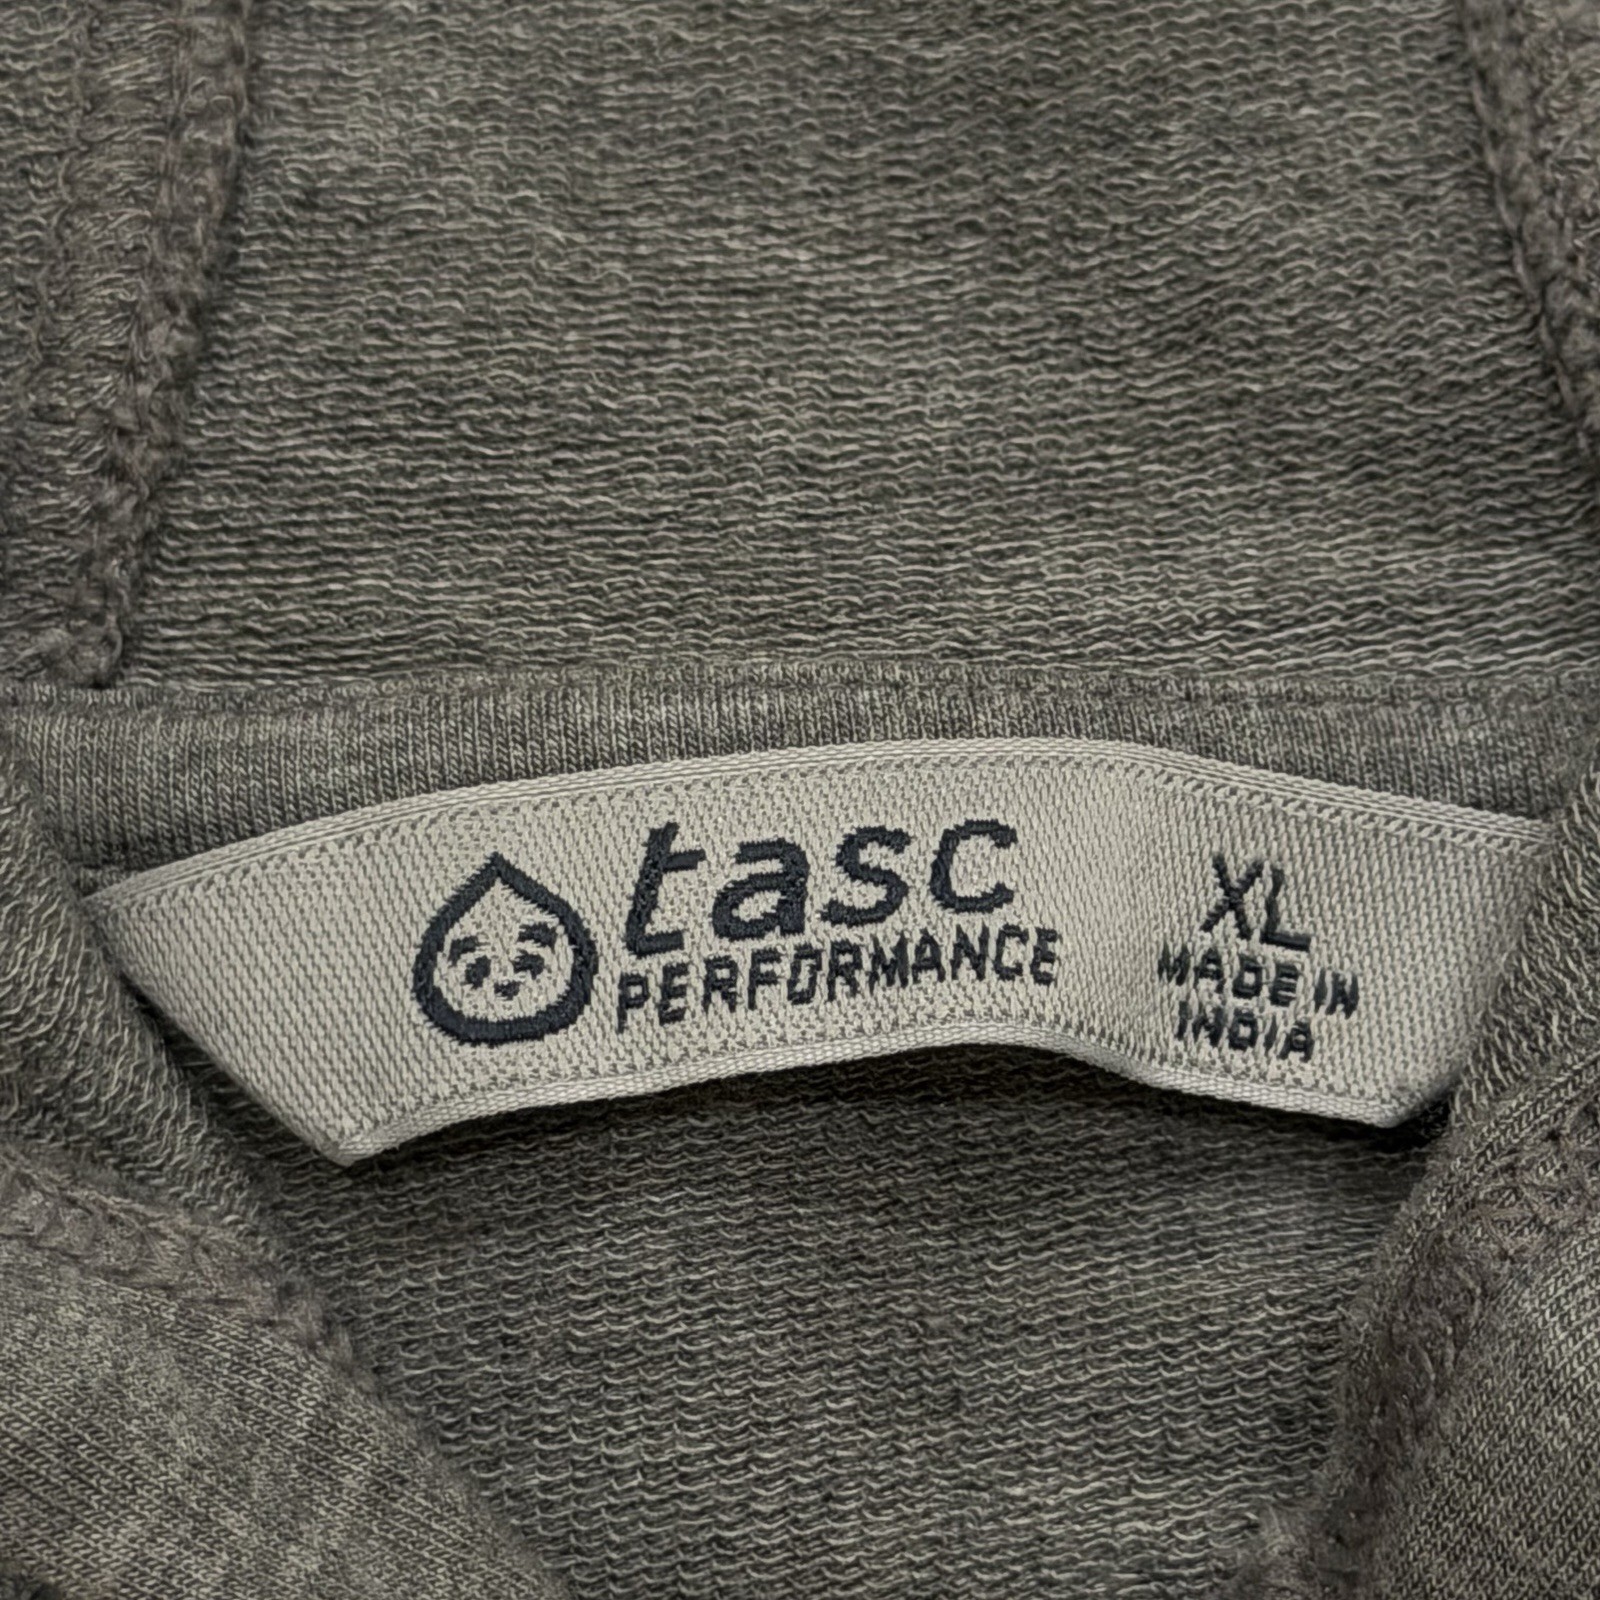 tasc
PERFORMANCE
XL
MADE IN
INDIA